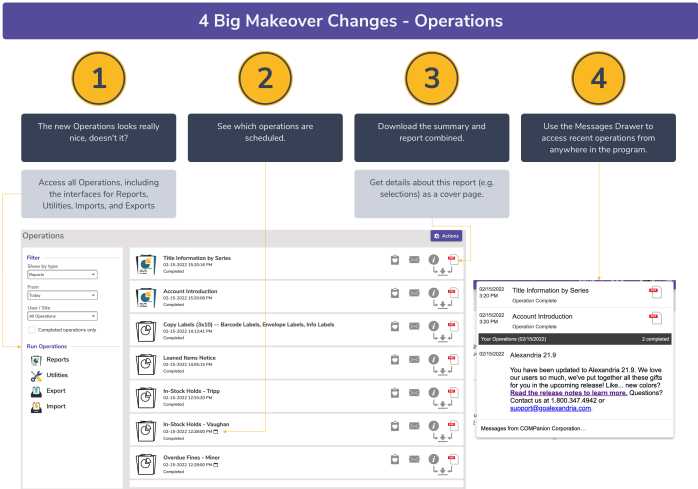 4 Big Makeover Changes - Operations
1
2
3
4
The new Operations looks really
nice, doesn't it?
See which operations are
scheduled.
Download the summary and
report combined.
Use the Messages Drawer to
access recent operations from
anywhere in the program.
Access all Operations, including
the interfaces for Reports,
Utilities, Imports, and Exports
Get details about this report (e.g.
selections) as a cover page.
Operations
Actions
Filter
Show by type
Reports
From
Today
User / Site
All Operations
Completed operations only
Run Operations
Reports
Utilities
Export
Import
Title Information by Series
02-15-2022 15:20:16 PM
Completed
Account Introduction
02-15-2022 15:20:08 PM
Completed
Copy Labels (3x10) -- Barcode Labels, Envelope Labels, Info Labels
02-15-2022 14:13:41 PM
Completed
Loaned Items Notice
Completed
In-Stock Holds - Tripp
02-15-2022 12:33:20 PM
Completed
In-Stock Holds - Vaughan
02-15-2022 12:28:00 PM
Completed
Overdue Fines - Miner
02-15-2022 12:28:00 PM
Completed
02/15/2022
3:20 PM
Title Information by Series
Operation Complete
02/15/2022
3:20 PM
Account Introduction
Operation Complete
Your Operations (02/15/2022) 2 completed
02/15/2022 Alexandria 21.9
You have been updated to Alexandria 21.9. We love
our users so much, we've put together all these gifts
for you in the upcoming release! Like... new colors?
Read the release notes to learn more. Questions?
Contact us at 1.800.347.4942 or
support@goalexandria.com.
Messages from COMPanion Corporation...